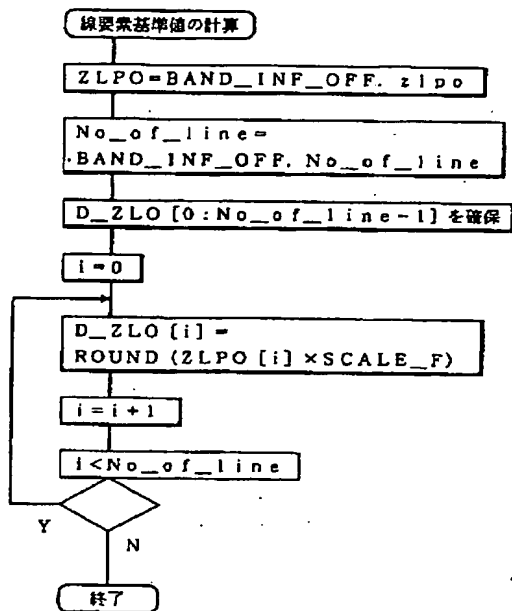 線要素基準値の計算
ZLPO=BAND_INF_OFF. zlpo
No_of_line=
BAND_INF_OFF. No_of_line
D_ZLO [0:No_of_line-1] を確保
i=0
D_ZLO [i] =
ROUND (ZLPO [i] ×SCALE_F)
i=i+1
i<No_of_line
Y
N
終了